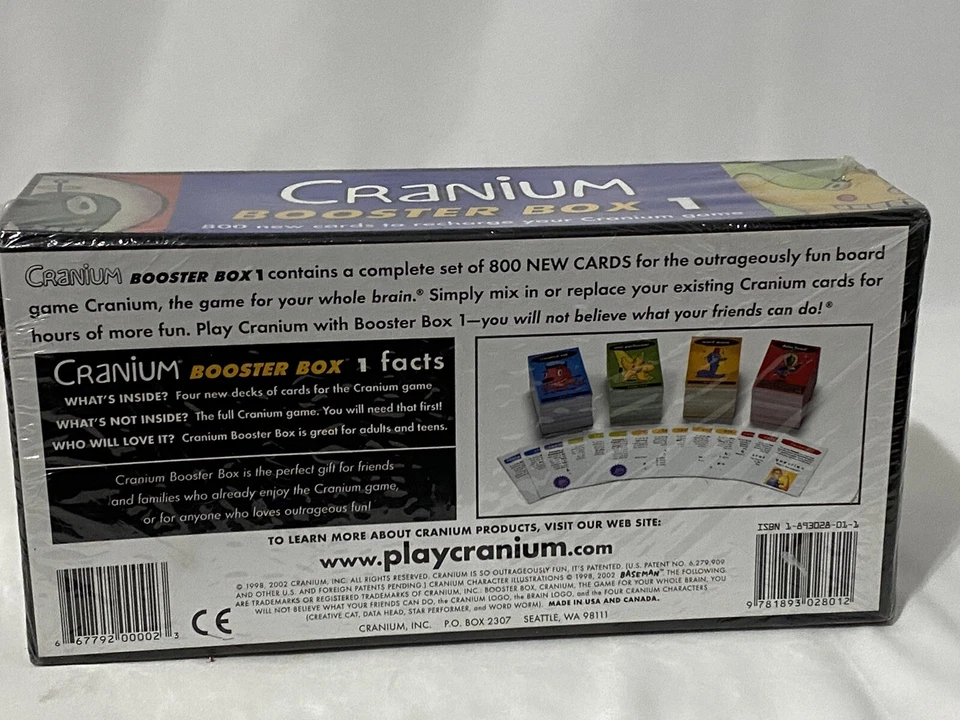 CRANIUM
BOOSTER BOX 1
800 new cards to recharge your Cranium game
CRANIUM BOOSTER BOX 1 contains a complete set of 800 NEW CARDS for the outrageously fun board
game Cranium, the game for your whole brain.® Simply mix in or replace your existing Cranium cards for
hours of more fun. Play Cranium with Booster Box 1—you will not believe what your friends can do!®
CRANIUM BOOSTER BOX 1 facts
WHAT'S INSIDE? Four new decks of cards for the Cranium game
WHAT'S NOT INSIDE? The full Cranium game. You will need that first!
WHO WILL LOVE IT? Cranium Booster Box is great for adults and teens.
Cranium Booster Box is the perfect gift for friends
and families who already enjoy the Cranium game,
or for anyone who loves outrageous fun!
creative cat
star performer
word worm
data head
TO LEARN MORE ABOUT CRANIUM PRODUCTS, VISIT OUR WEB SITE:
www.playcranium.com
© 1998, 2002 CRANIUM, INC. ALL RIGHTS RESERVED. CRANIUM IS SO OUTRAGEOUSLY FUN, IT'S PATENTED. (U.S. PATENT NO. 6,279,909
AND OTHER U.S. AND FOREIGN PATENTS PENDING.) CRANIUM CHARACTER ILLUSTRATIONS © 1998, 2002 BASEMAN™ THE FOLLOWING
ARE TRADEMARKS OR REGISTERED TRADEMARKS OF CRANIUM, INC.: BOOSTER BOX, CRANIUM, THE GAME FOR YOUR WHOLE BRAIN, YOU
WILL NOT BELIEVE WHAT YOUR FRIENDS CAN DO, the CRANIUM LOGO, the BRAIN LOGO, and the FOUR CRANIUM CHARACTERS
(CREATIVE CAT, DATA HEAD, STAR PERFORMER, and WORD WORM). MADE IN USA AND CANADA.
CRANIUM, INC. P.O. BOX 2307 SEATTLE, WA 98111
6 67792 00002 3
CE
ISBN 1-893028-01-1
9 781893 028012